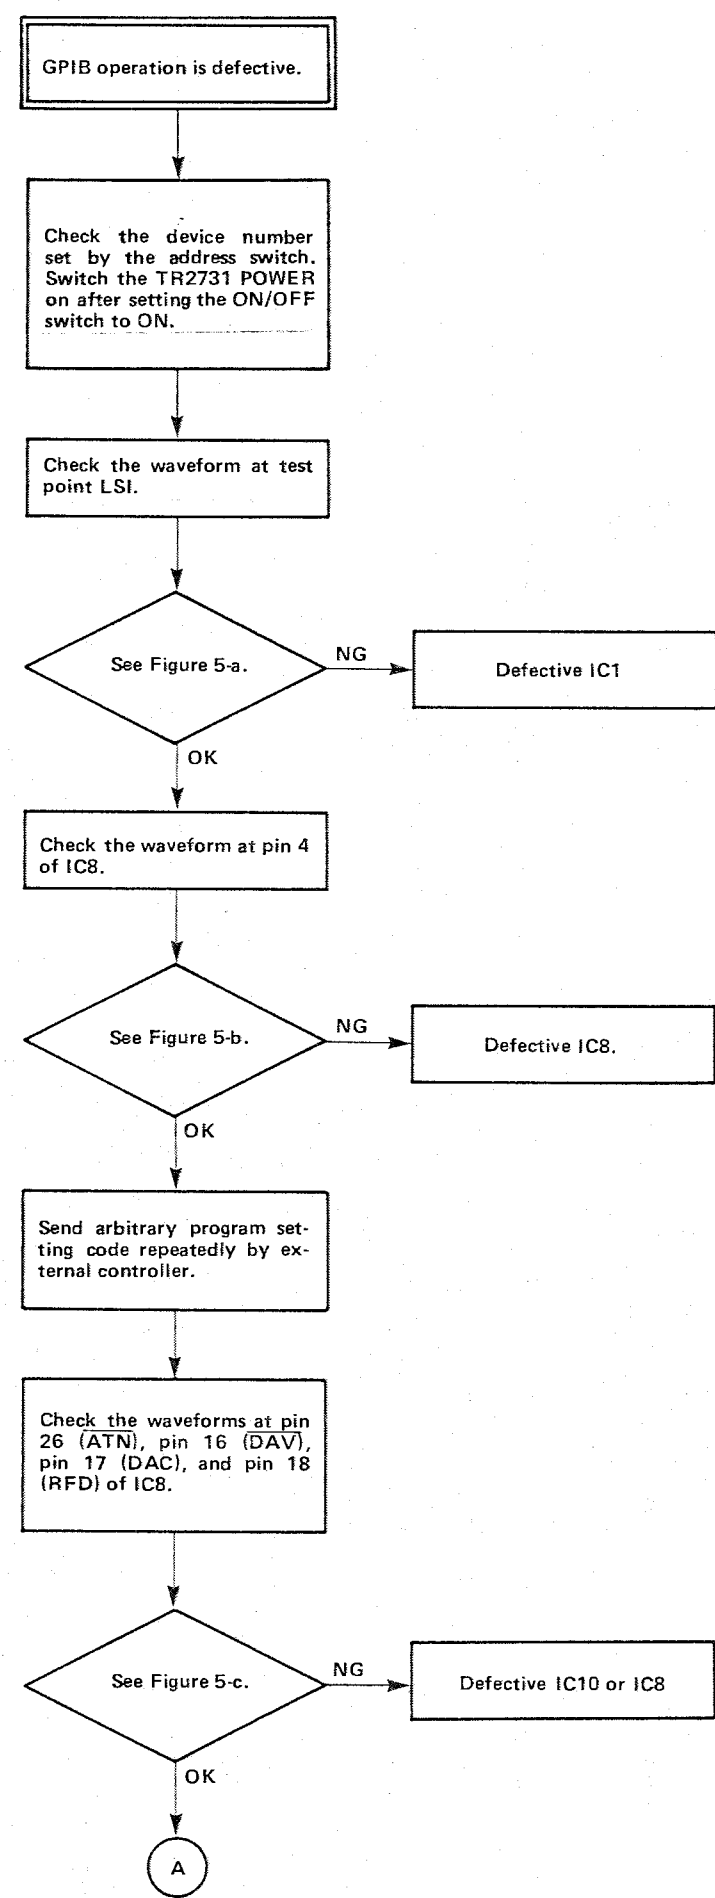 GPIB operation is defective.
Check the device number
set by the address switch.
Switch the TR2731 POWER
on after setting the ON/OFF
switch to ON.
Check the waveform at test
point LSI.
See Figure 5-a.
NG
Defective IC1
OK
Check the waveform at pin 4
of IC8.
See Figure 5-b.
NG
Defective IC8.
OK
Send arbitrary program set-
ting code repeatedly by ex-
ternal controller.
Check the waveforms at pin
26 (A̅T̅N̅), pin 16 (D̅A̅V̅),
pin 17 (DAC), and pin 18
(RFD) of IC8.
See Figure 5-c.
NG
Defective IC10 or IC8
OK
A